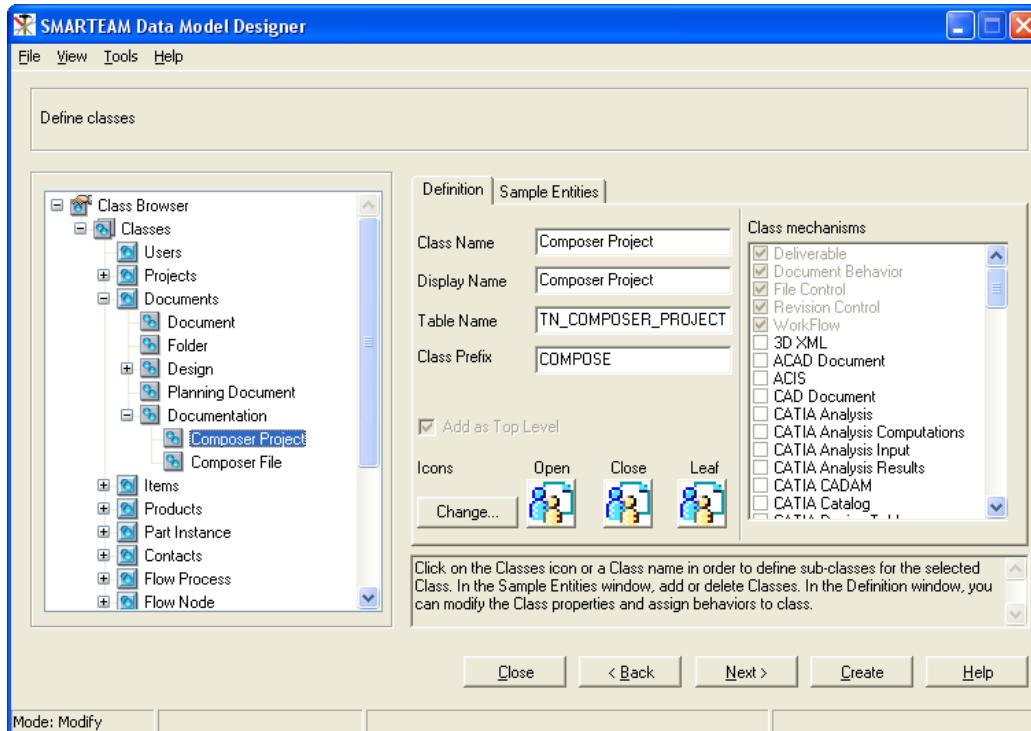 SMARTEAM Data Model Designer
File View Tools Help
Define classes
Class Browser
Classes
Users
Projects
Documents
Document
Folder
Design
Planning Document
Documentation
Composer Project
Composer File
Items
Products
Part Instance
Contacts
Flow Process
Flow Node
Definition Sample Entities
Class Name Composer Project
Display Name Composer Project
Table Name TN_COMPOSER_PROJECT
Class Prefix COMPOSE
Add as Top Level
Icons Open Close Leaf
Change...
Class mechanisms
Deliverable
Document Behavior
File Control
Revision Control
WorkFlow
3D XML
ACAD Document
ACIS
CAD Document
CATIA Analysis
CATIA Analysis Computations
CATIA Analysis Input
CATIA Analysis Results
CATIA CADAM
CATIA Catalog
Click on the Classes icon or a Class name in order to define sub-classes for the selected
Class. In the Sample Entities window, add or delete Classes. In the Definition window, you
can modify the Class properties and assign behaviors to class.
Close < Back Next > Create Help
Mode: Modify